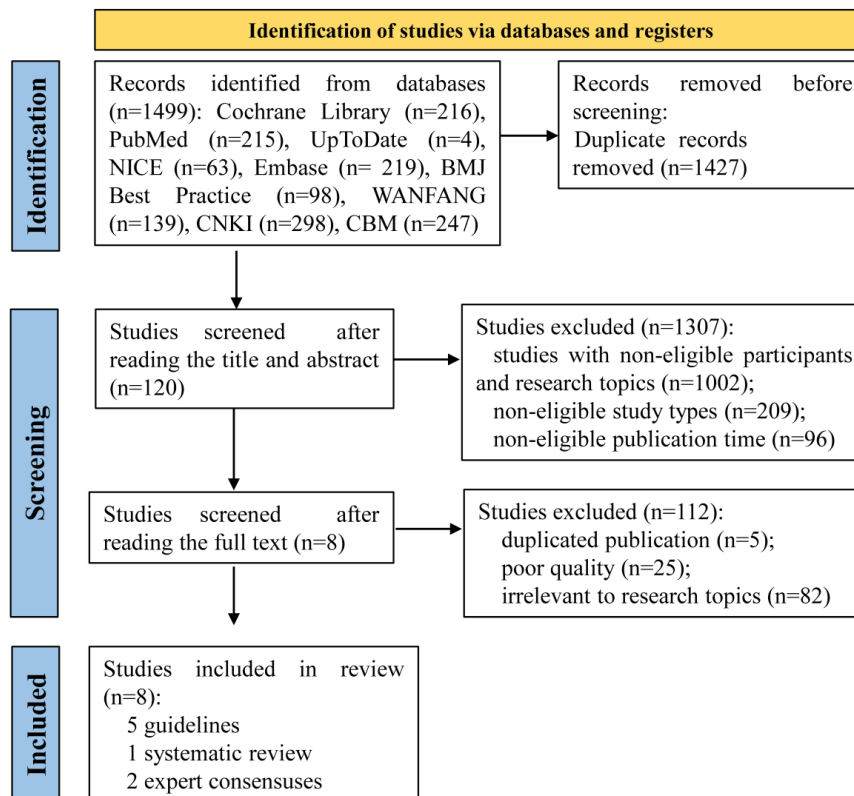 Identification of studies via databases and registers
Identification
Records identified from databases
(n=1499): Cochrane Library (n=216),
PubMed (n=215), UpToDate (n=4),
NICE (n=63), Embase (n= 219), BMJ
Best Practice (n=98), WANFANG
(n=139), CNKI (n=298), CBM (n=247)
Records removed before
screening:
Duplicate records
removed (n=1427)
Screening
Studies screened after
reading the title and abstract
(n=120)
Studies excluded (n=1307):
studies with non-eligible participants
and research topics (n=1002);
non-eligible study types (n=209);
non-eligible publication time (n=96)
Studies screened after
reading the full text (n=8)
Studies excluded (n=112):
duplicated publication (n=5);
poor quality (n=25);
irrelevant to research topics (n=82)
Included
Studies included in review
(n=8):
5 guidelines
1 systematic review
2 expert consensuses